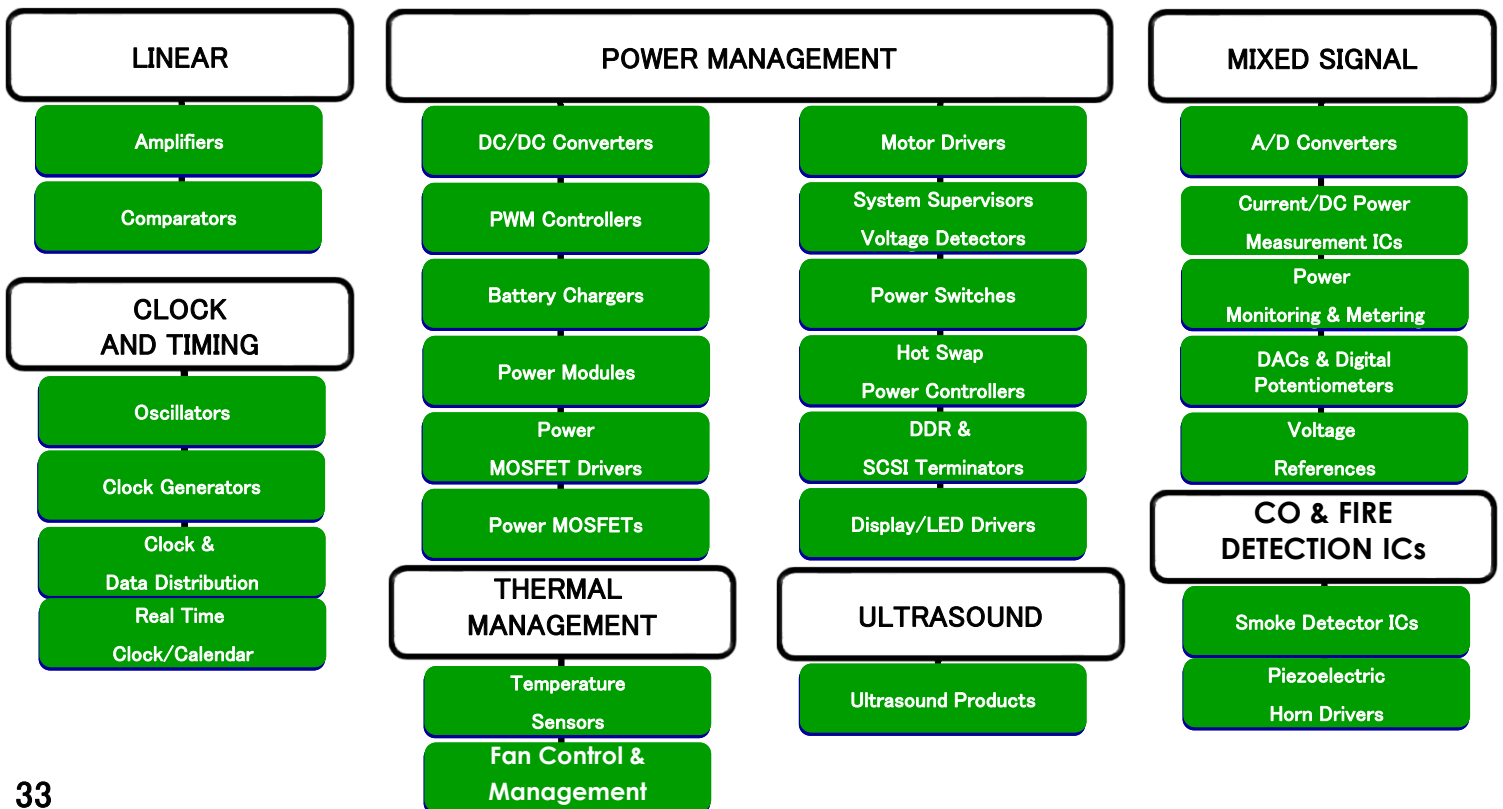 LINEAR
Amplifiers
Comparators
CLOCK
AND TIMING
Oscillators
Clock Generators
Clock &
Data Distribution
Real Time
Clock/Calendar
POWER MANAGEMENT
DC/DC Converters
PWM Controllers
Battery Chargers
Power Modules
Power
MOSFET Drivers
Power MOSFETs
Motor Drivers
System Supervisors
Voltage Detectors
Power Switches
Hot Swap
Power Controllers
DDR &
SCSI Terminators
Display/LED Drivers
THERMAL
MANAGEMENT
Temperature
Sensors
Fan Control &
Management
ULTRASOUND
Ultrasound Products
MIXED SIGNAL
A/D Converters
Current/DC Power
Measurement ICs
Power
Monitoring & Metering
DACs & Digital
Potentiometers
Voltage
References
CO & FIRE
DETECTION ICs
Smoke Detector ICs
Piezoelectric
Horn Drivers
33